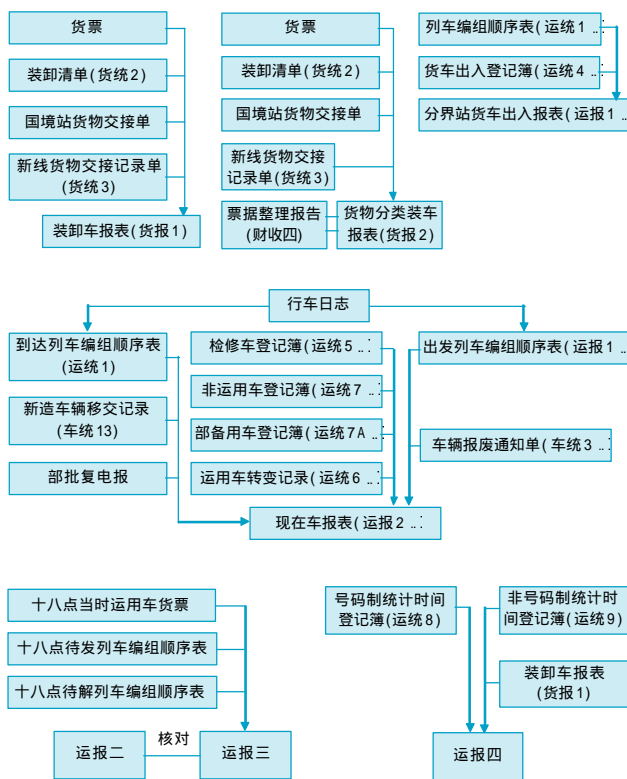 货票
装卸清单(货统2)
国境站货物交接单
新线货物交接记录单
(货统3)
装卸车报表(货报1)
货票
装卸清单(货统2)
国境站货物交接单
新线货物交接
记录单(货统3)
票据整理报告
(财收四)
货物分类装车
报表(货报2)
列车编组顺序表(运统1 ..
货车出入登记簿(运统4 ..
分界站货车出入报表(运报1 ..
行车日志
到达列车编组顺序表
(运统1)
新造车辆移交记录
(车统13)
部批复电报
检修车登记簿(运统5 ..
非运用车登记簿(运统7 ..
部备用车登记簿(运统7A ..
运用车转变记录(运统6 ..
出发列车编组顺序表(运报1 ..
车辆报废通知单(车统3 ..
现在车报表(运报2 ..
十八点当时运用车货票
十八点待发列车编组顺序表
十八点待解列车编组顺序表
运报二
核对
运报三
号码制统计时间
登记簿(运统8)
非号码制统计时
间登记簿(运统9)
装卸车报表
(货报1)
运报四